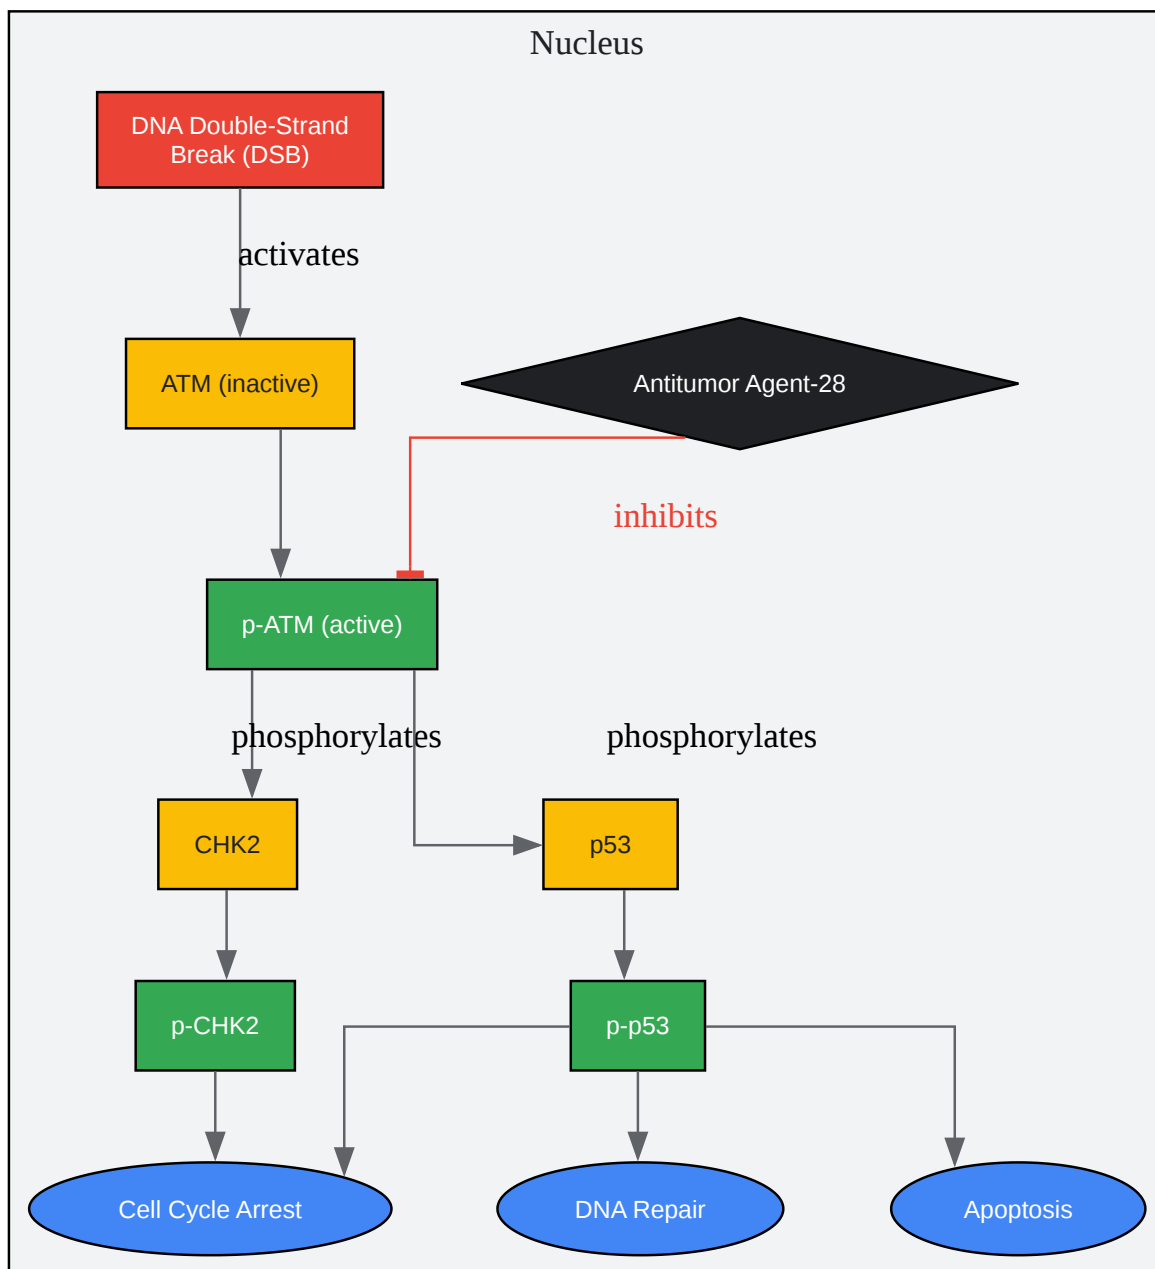 Nucleus
DNA Double-Strand
Break (DSB)
activates
ATM (inactive)
Antitumor Agent-28
inhibits
p-ATM (active)
phosphorylates
phosphorylates
CHK2
p53
p-CHK2
p-p53
Cell Cycle Arrest
DNA Repair
Apoptosis